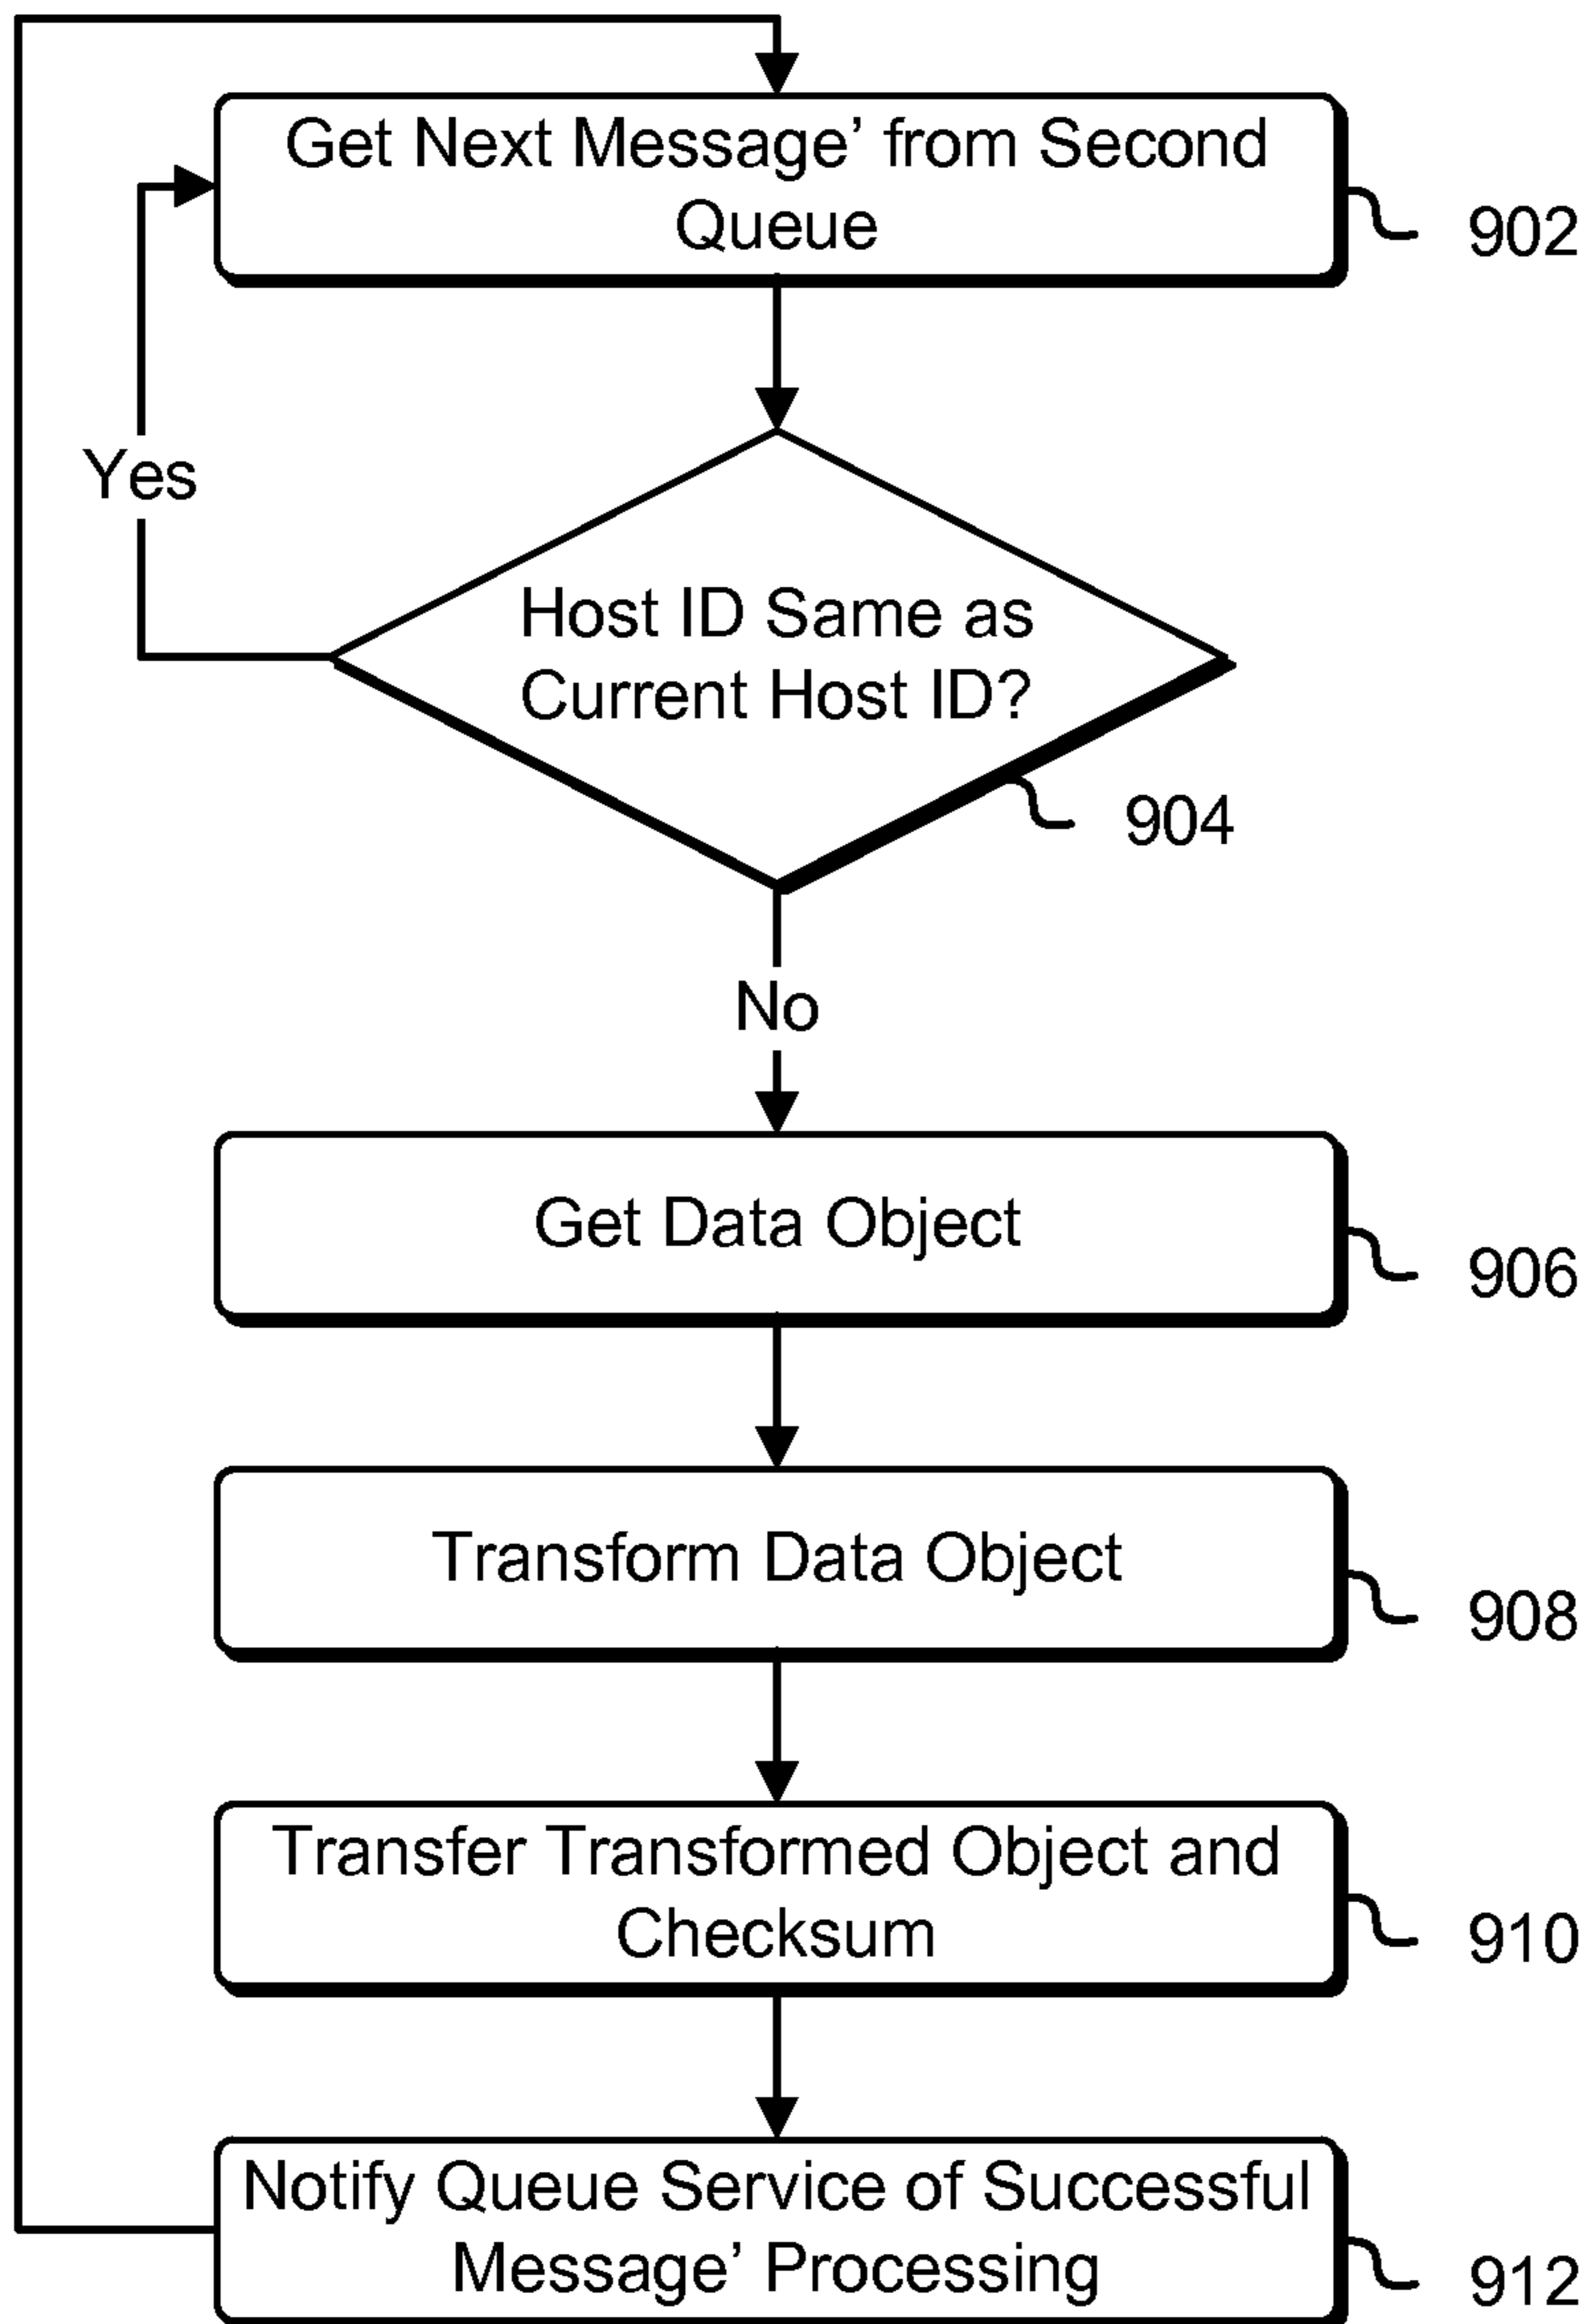 Get Next Message’ from Second
Queue
902
Yes
Host ID Same as
Current Host ID?
904
No
Get Data Object
906
Transform Data Object
908
Transfer Transformed Object and
Checksum
910
Notify Queue Service of Successful
Message’ Processing
912